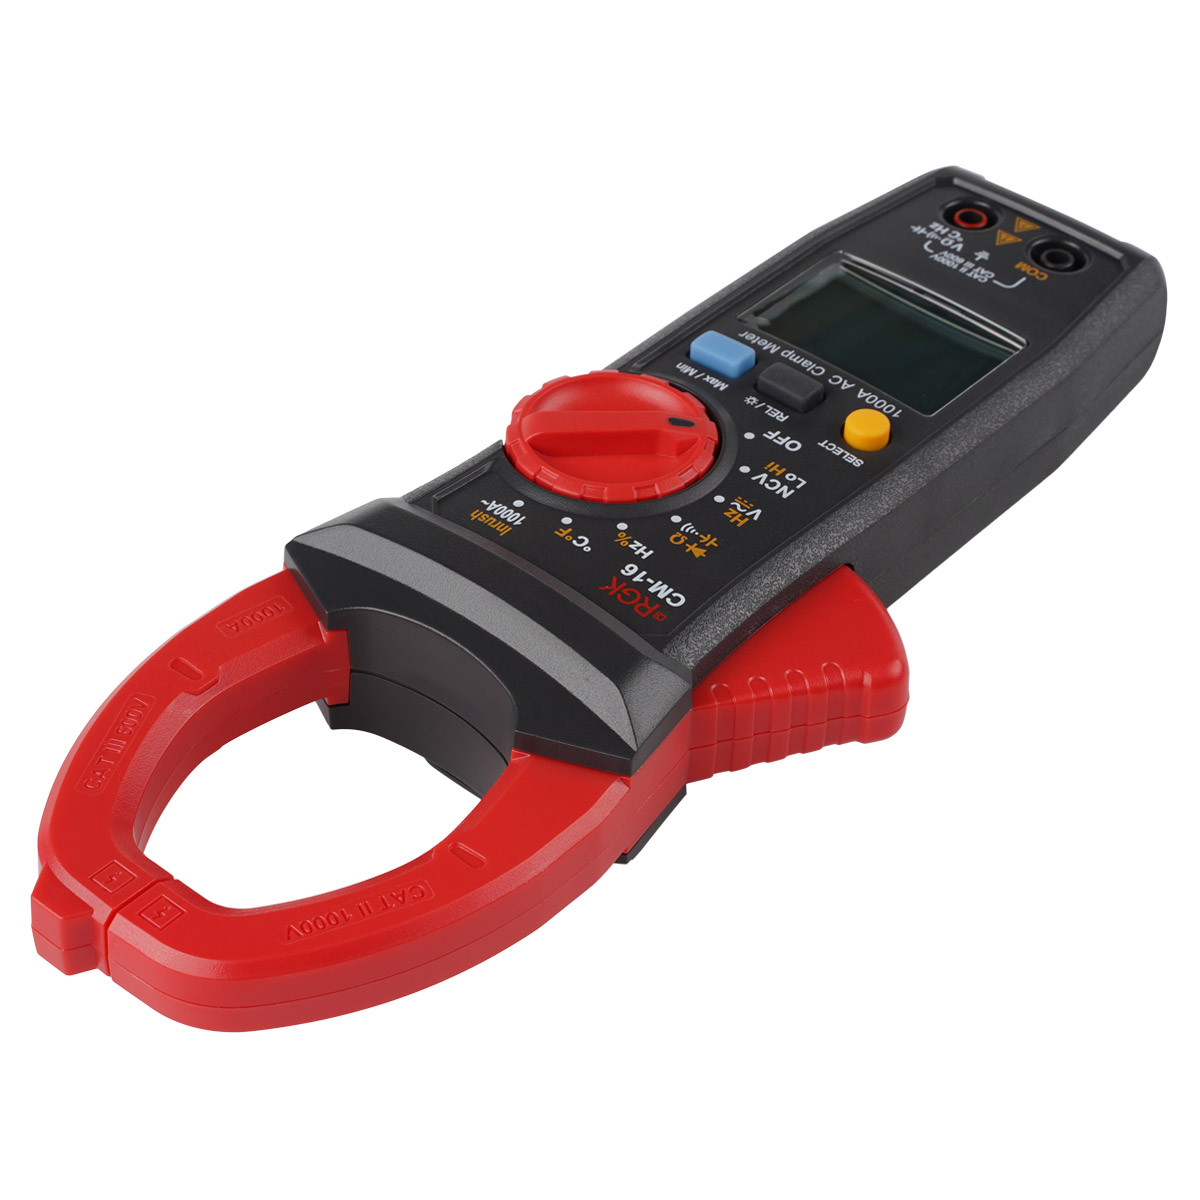 1000A
CAT III 600V
CAT II 1000V
RGK
CM-16
Inrush
1000A~
°C°F
Hz%
Ω
Hz
V
NCV
Lo Hi
OFF
SELECT
REL/
Max / Min
1000A AC Clamp Meter
COM
CAT II 1000V
CAT III 600V
VΩ
°C Hz